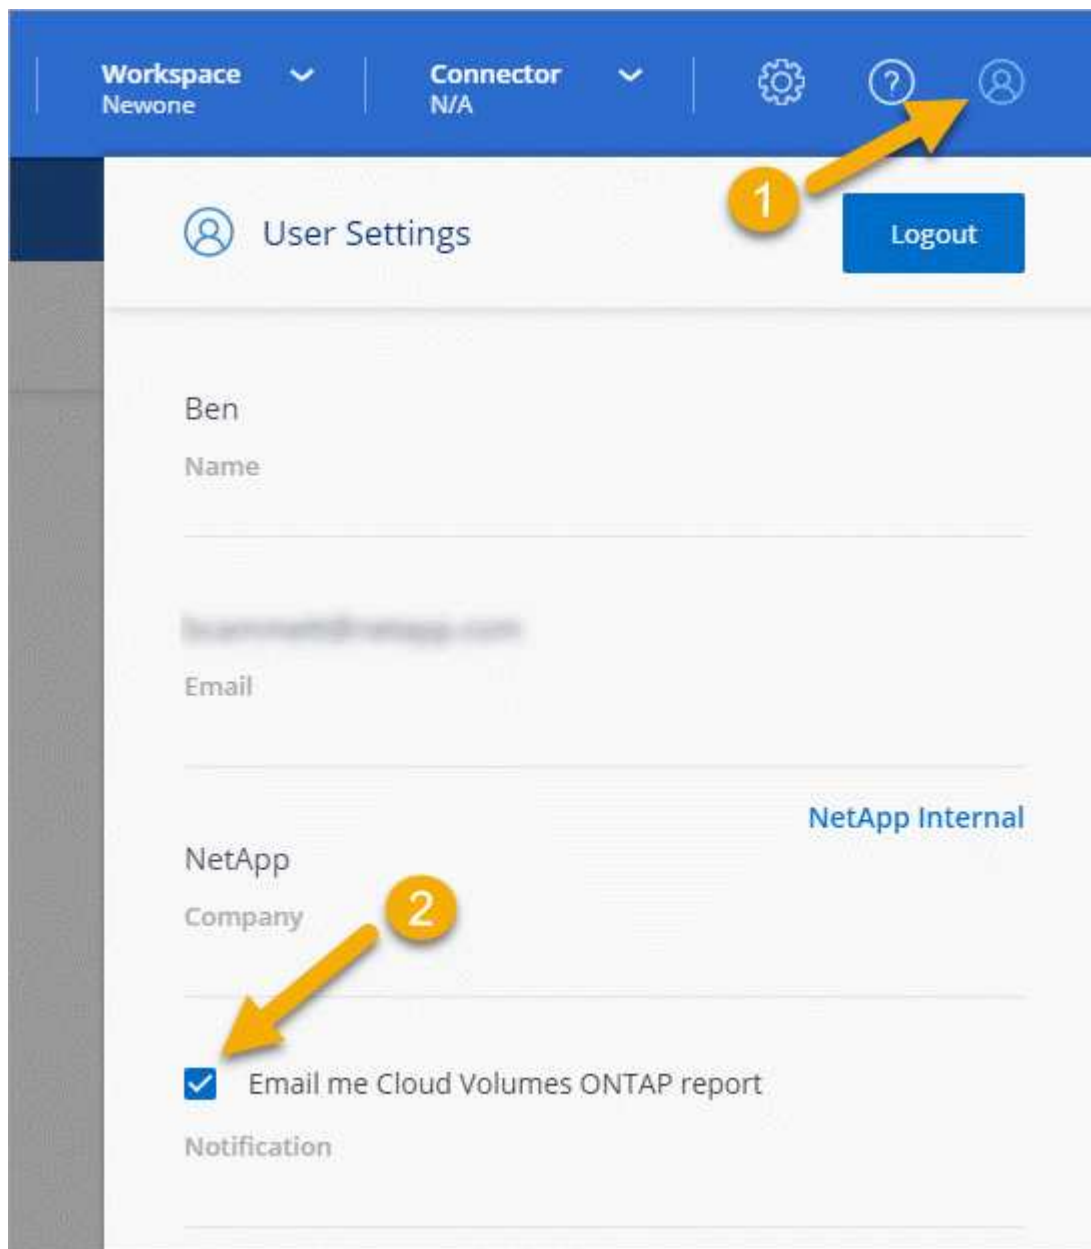 Workspace
Newone
Connector
N/A
?
1
User Settings
Logout
Ben
Name
Email
NetApp Internal
NetApp
2
Company
Email me Cloud Volumes ONTAP report
Notification